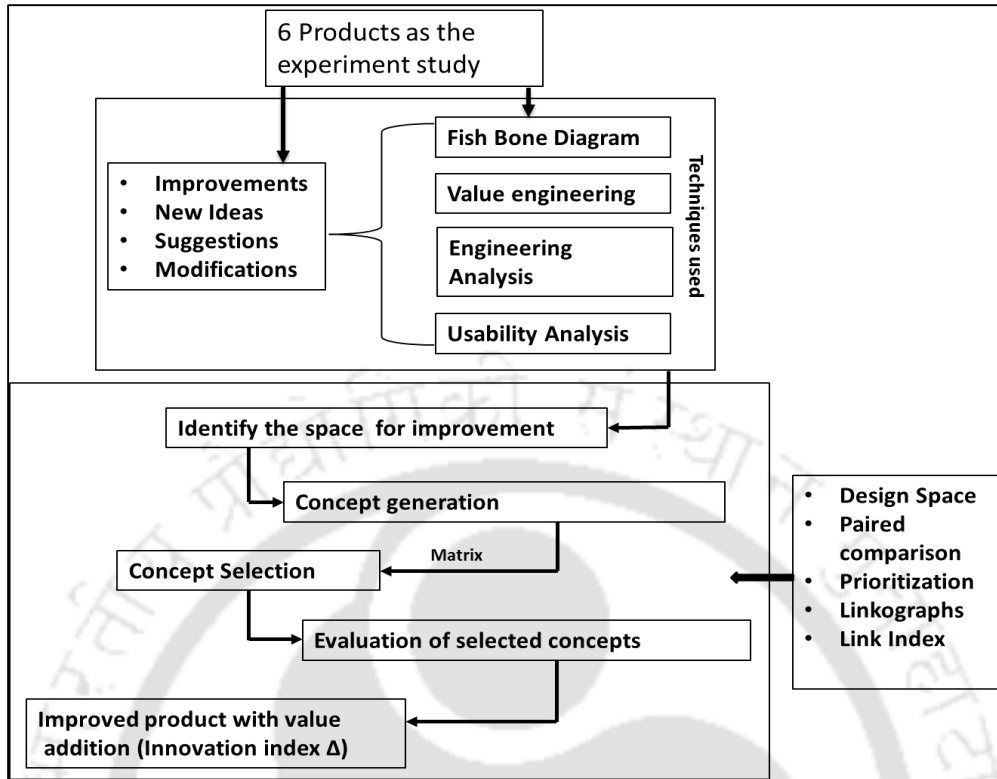 6 Products as the
experiment study
• Improvements
• New Ideas
• Suggestions
• Modifications
Fish Bone Diagram
Value engineering
Engineering
Analysis
Usability Analysis
Techniques used
Identify the space for improvement
Concept generation
Matrix
Concept Selection
Evaluation of selected concepts
Improved product with value
addition (Innovation index Δ)
• Design Space
• Paired
comparison
• Prioritization
• Linkographs
• Link Index